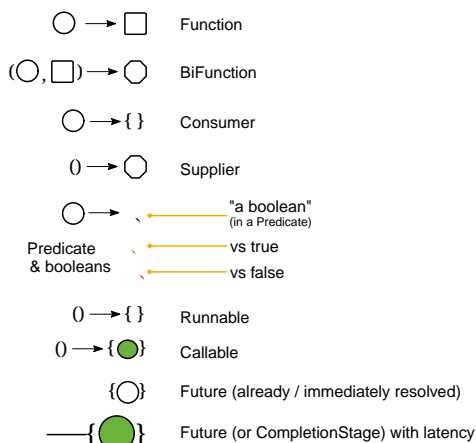 Function
( , ) BiFunction
{ } Consumer
() Supplier
"a boolean"
(in a Predicate)
Predicate
& booleans
vs true
vs false
() { } Runnable
() { } Callable
{ } Future (already / immediately resolved)
{ } Future (or CompletionStage) with latency